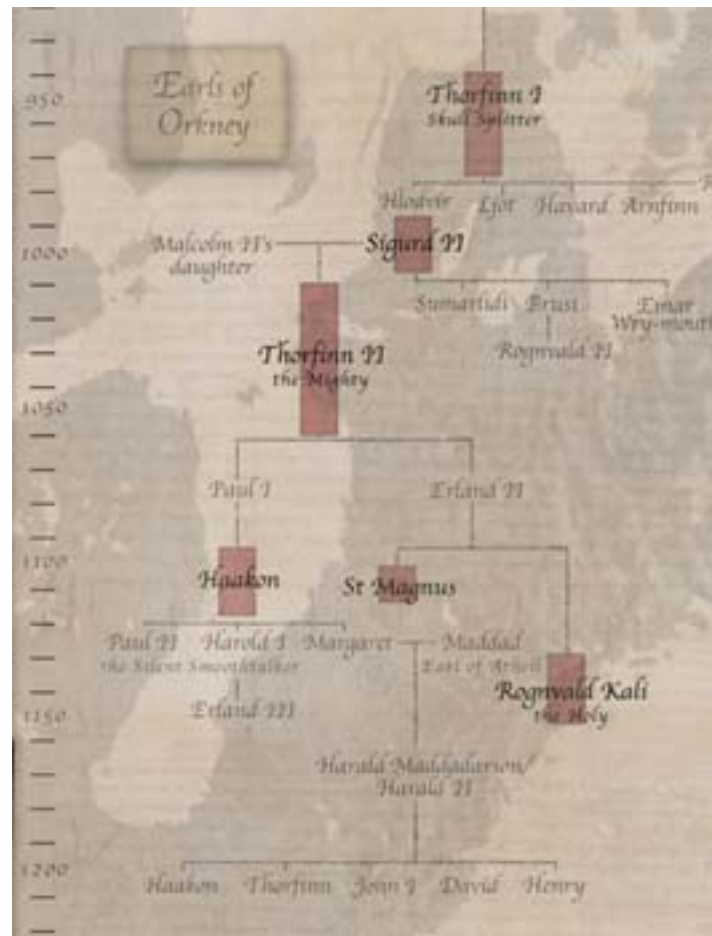 Earls of
Orkney
950
Thorfinn I
Skull Splitter
Hlodvir Ljot Havard Arnfinn
1000
Malcolm II's
daughter
Sigurd II
Sumarlidi Brusi Einar
Wry-mouth
Rognvald II
Thorfinn II
the Mighty
1050
Paul I Erland II
1100
Haakon St Magnus
Paul II Harold I Margaret Maddad
the Silent Smoothtalker Earl of Atholl
Rognvald Kali
the Holy
Erland III
1150
Harald Maddadarson/
Harald II
1200
Haakon Thorfinn John I David Henry